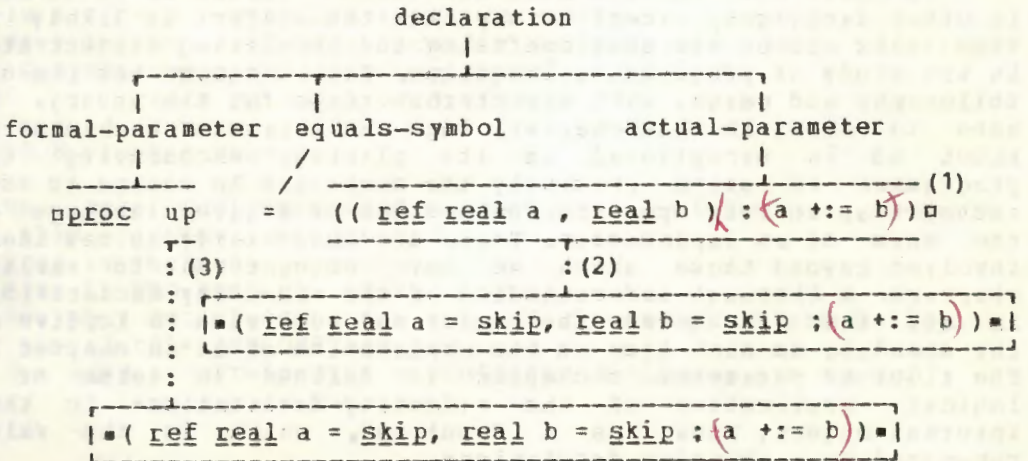 declaration
formal-parameter equals-symbol actual-parameter
(1)
¤proc up = (( ref real a , real b ) : (a +:= b) )¤
:(3) :(2)
: |■( ref real a = skip, real b = skip ; (a +:= b) )■|
|■( ref real a = skip, real b = skip ; (a +:= b ) ■|